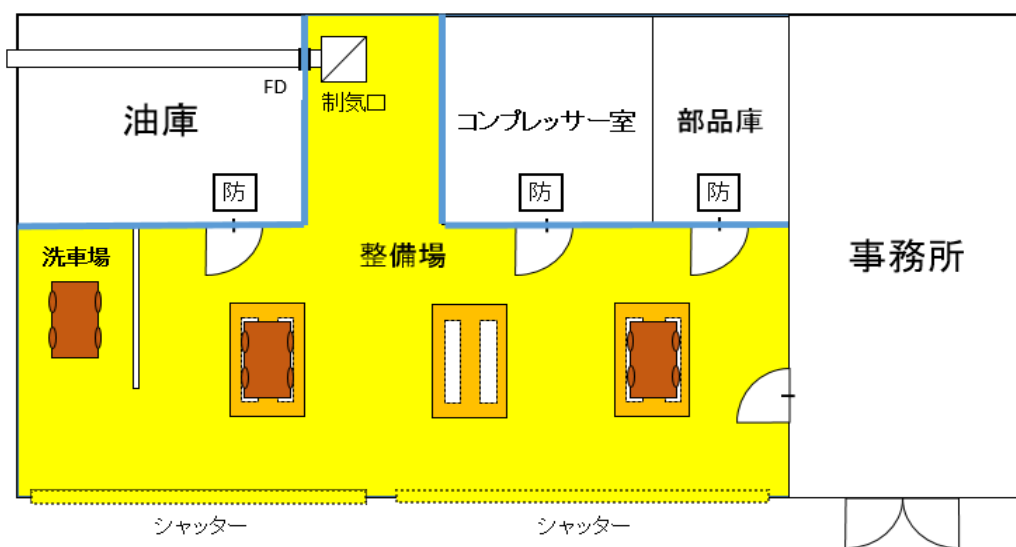 FD
制気口
油庫
コンプレッサー室
部品庫
防
防
防
洗車場
整備場
事務所
シャッター
シャッター